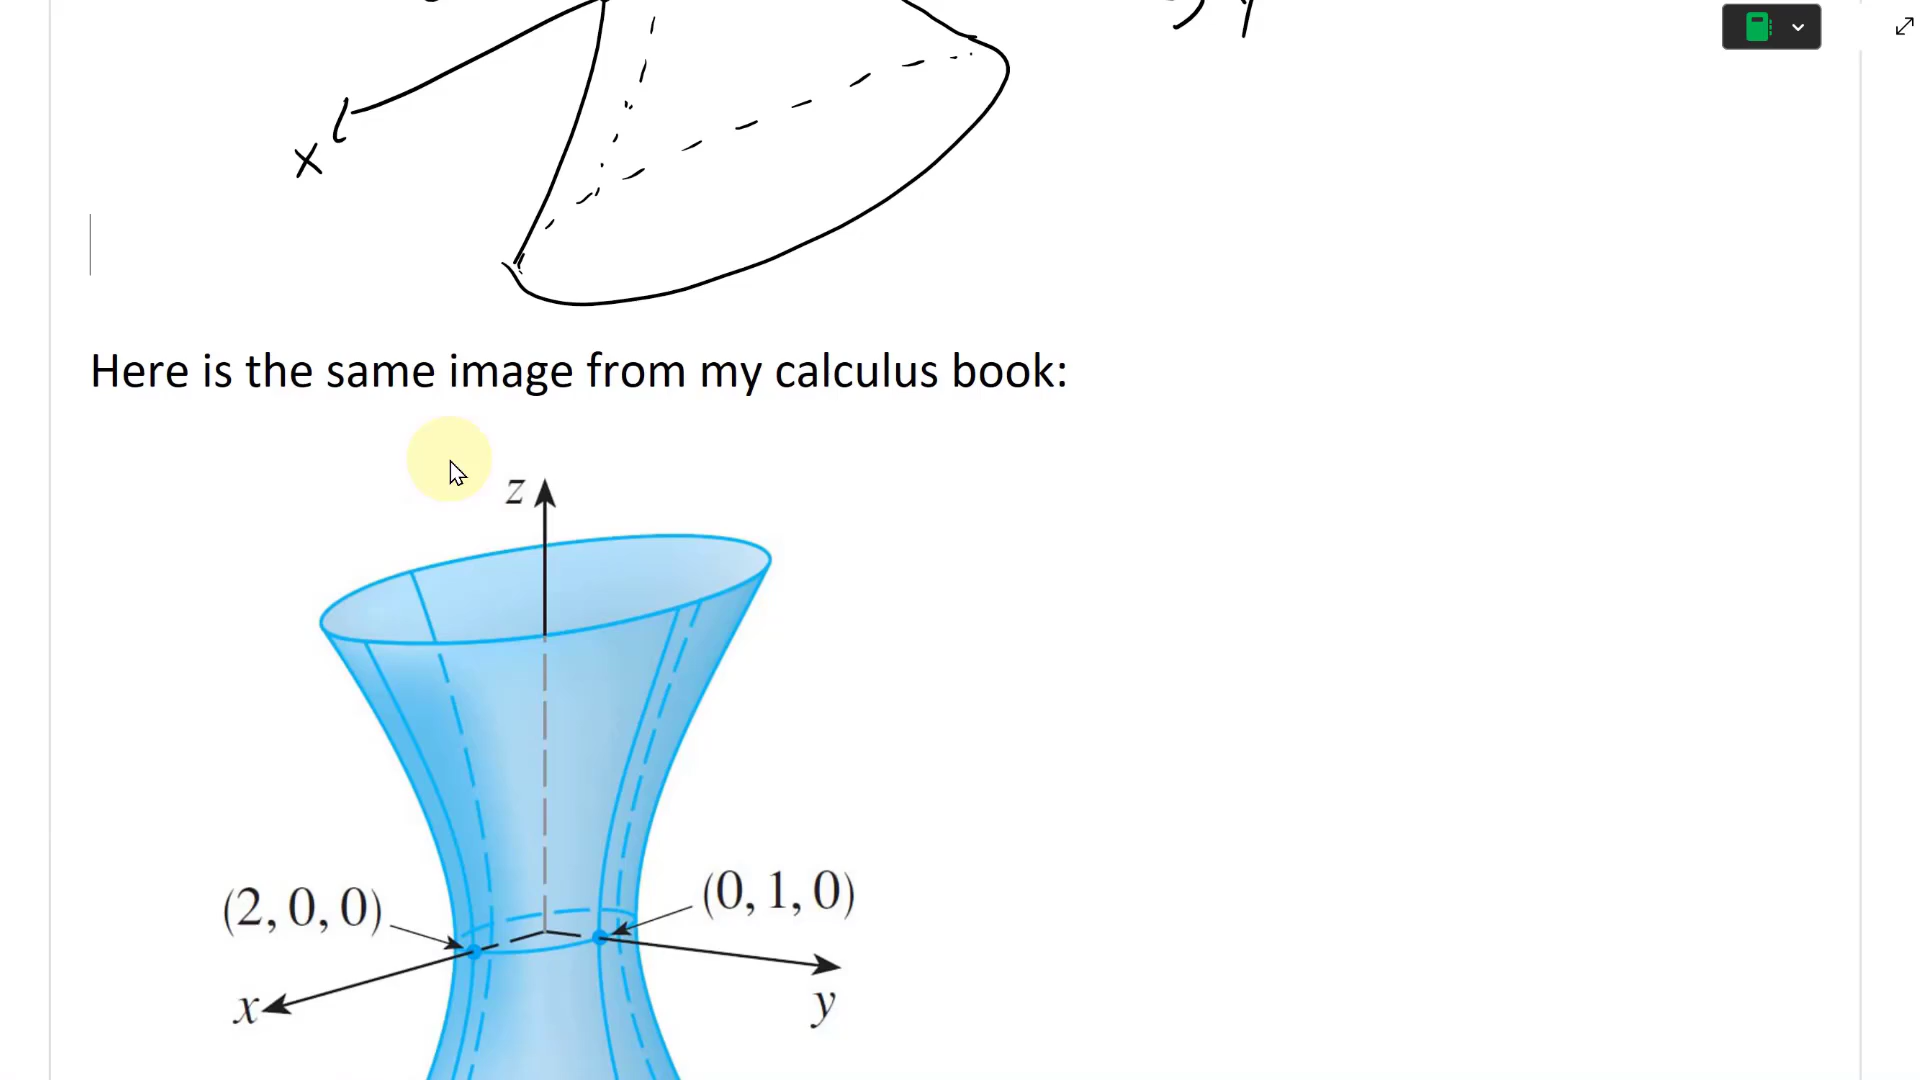 x
y
Here is the same image from my calculus book:
z
(2, 0, 0)
(0, 1, 0)
x
y